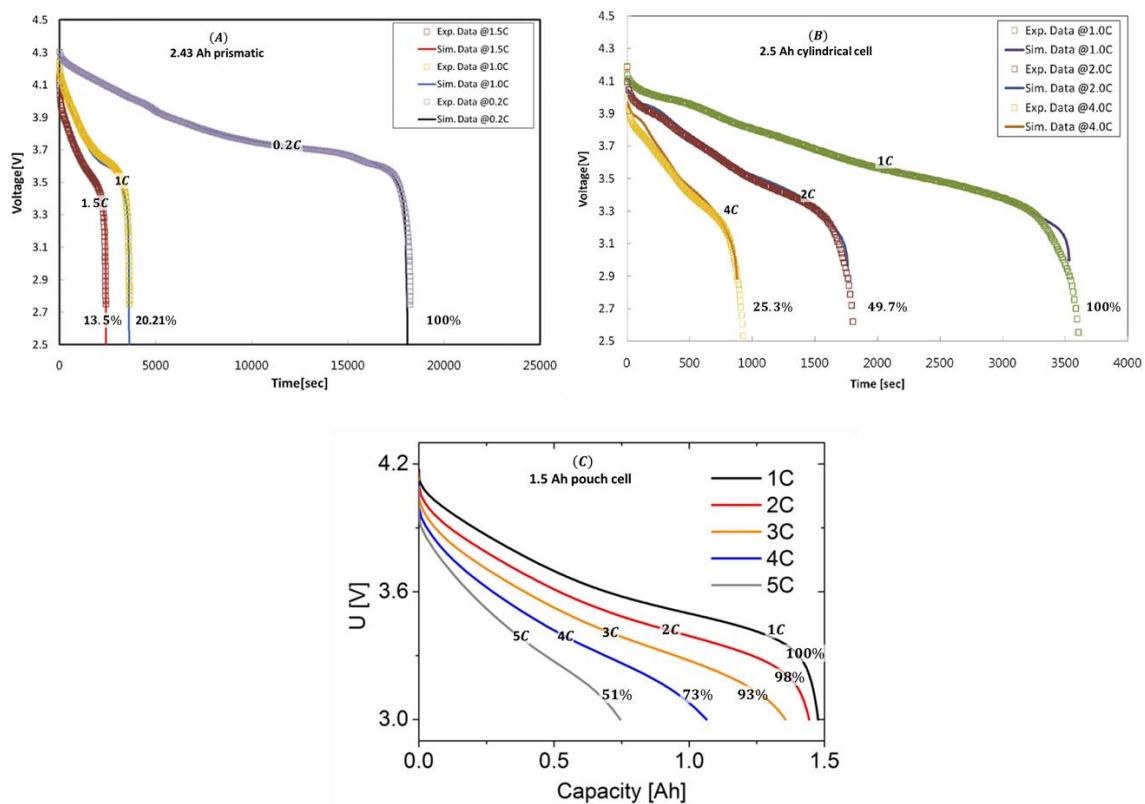 (A)
2.43 Ah prismatic
Exp. Data @1.5C
Sim. Data @1.5C
Exp. Data @1.0C
Sim. Data @1.0C
Exp. Data @0.2C
Sim. Data @0.2C
4.5
4.3
4.1
3.9
3.7
3.5
3.3
3.1
2.9
2.7
2.5
Voltage[V]
0.2C
1C
1.5C
13.5%
20.21%
100%
0
5000
10000
15000
20000
25000
Time[sec]
(B)
2.5 Ah cylindrical cell
Exp. Data @1.0C
Sim. Data @1.0C
Exp. Data @2.0C
Sim. Data @2.0C
Exp. Data @4.0C
Sim. Data @4.0C
4.5
4.3
4.1
3.9
3.7
3.5
3.3
3.1
2.9
2.7
2.5
Voltage[V]
1C
2C
4C
25.3%
49.7%
100%
0
500
1000
1500
2000
2500
3000
3500
4000
Time [sec]
(C)
1.5 Ah pouch cell
1C
2C
3C
4C
5C
4.2
3.6
3.0
U [V]
5C
4C
3C
2C
1C
100%
98%
51%
73%
93%
0.0
0.5
1.0
1.5
Capacity [Ah]